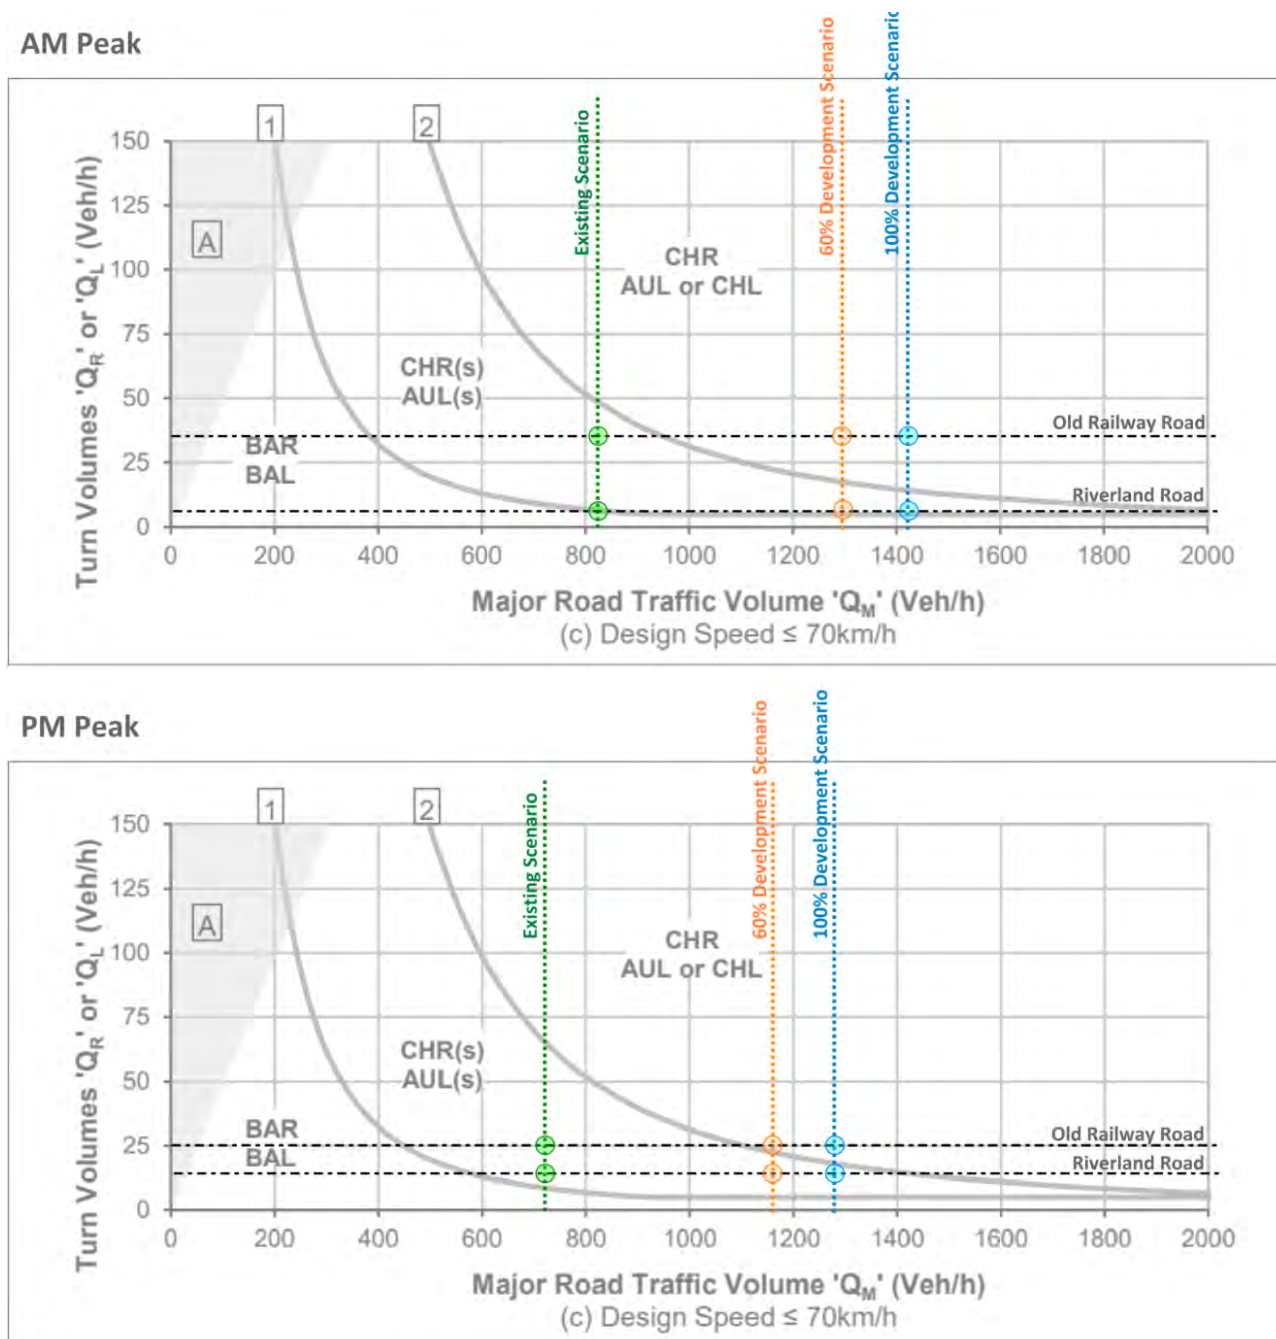 AM Peak
1
2
150
125
100
75
50
25
0
A
BAR
BAL
CHR(s)
AUL(s)
CHR
AUL or CHL
Existing Scenario
60% Development Scenario
100% Development Scenario
Old Railway Road
Riverland Road
0 200 400 600 800 1000 1200 1400 1600 1800 2000
Turn Volumes 'QR' or 'QL' (Veh/h)
Major Road Traffic Volume 'QM' (Veh/h)
(c) Design Speed ≤ 70km/h
PM Peak
1
2
150
125
100
75
50
25
0
A
BAR
BAL
CHR(s)
AUL(s)
CHR
AUL or CHL
Existing Scenario
60% Development Scenario
100% Development Scenario
Old Railway Road
Riverland Road
0 200 400 600 800 1000 1200 1400 1600 1800 2000
Turn Volumes 'QR' or 'QL' (Veh/h)
Major Road Traffic Volume 'QM' (Veh/h)
(c) Design Speed ≤ 70km/h